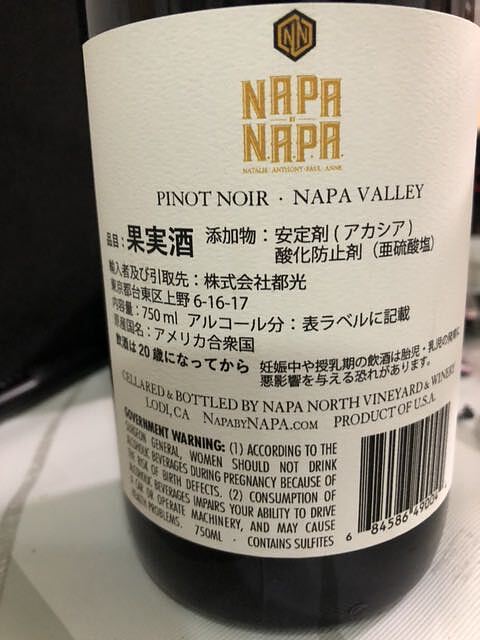 NN
NAPA
BY
N.A.P.A.
NATALIE · ANTHONY · PAUL · ANNE
PINOT NOIR · NAPA VALLEY
品目：果実酒 添加物：安定剤(アカシア)
酸化防止剤（亜硫酸塩）
輸入者及び引取先：株式会社都光
東京都台東区上野 6-16-17
内容量：750㎖ アルコール分：表ラベルに記載
原産国名：アメリカ合衆国
飲酒は20歳になってから 妊娠中や授乳期の飲酒は胎児・乳児の発育に
悪影響を与える恐れがあります。
CELLARED & BOTTLED BY NAPA NORTH VINEYARD & WINERY
LODI, CA NAPABYNAPA.COM PRODUCT OF U.S.A.
GOVERNMENT WARNING: (1) ACCORDING TO THE
SURGEON GENERAL, WOMEN SHOULD NOT DRINK
ALCOHOLIC BEVERAGES DURING PREGNANCY BECAUSE OF
THE RISK OF BIRTH DEFECTS. (2) CONSUMPTION OF
ALCOHOLIC BEVERAGES IMPAIRS YOUR ABILITY TO DRIVE
A CAR OR OPERATE MACHINERY, AND MAY CAUSE
HEALTH PROBLEMS. 750ML · CONTAINS SULFITES
6 84586 49004